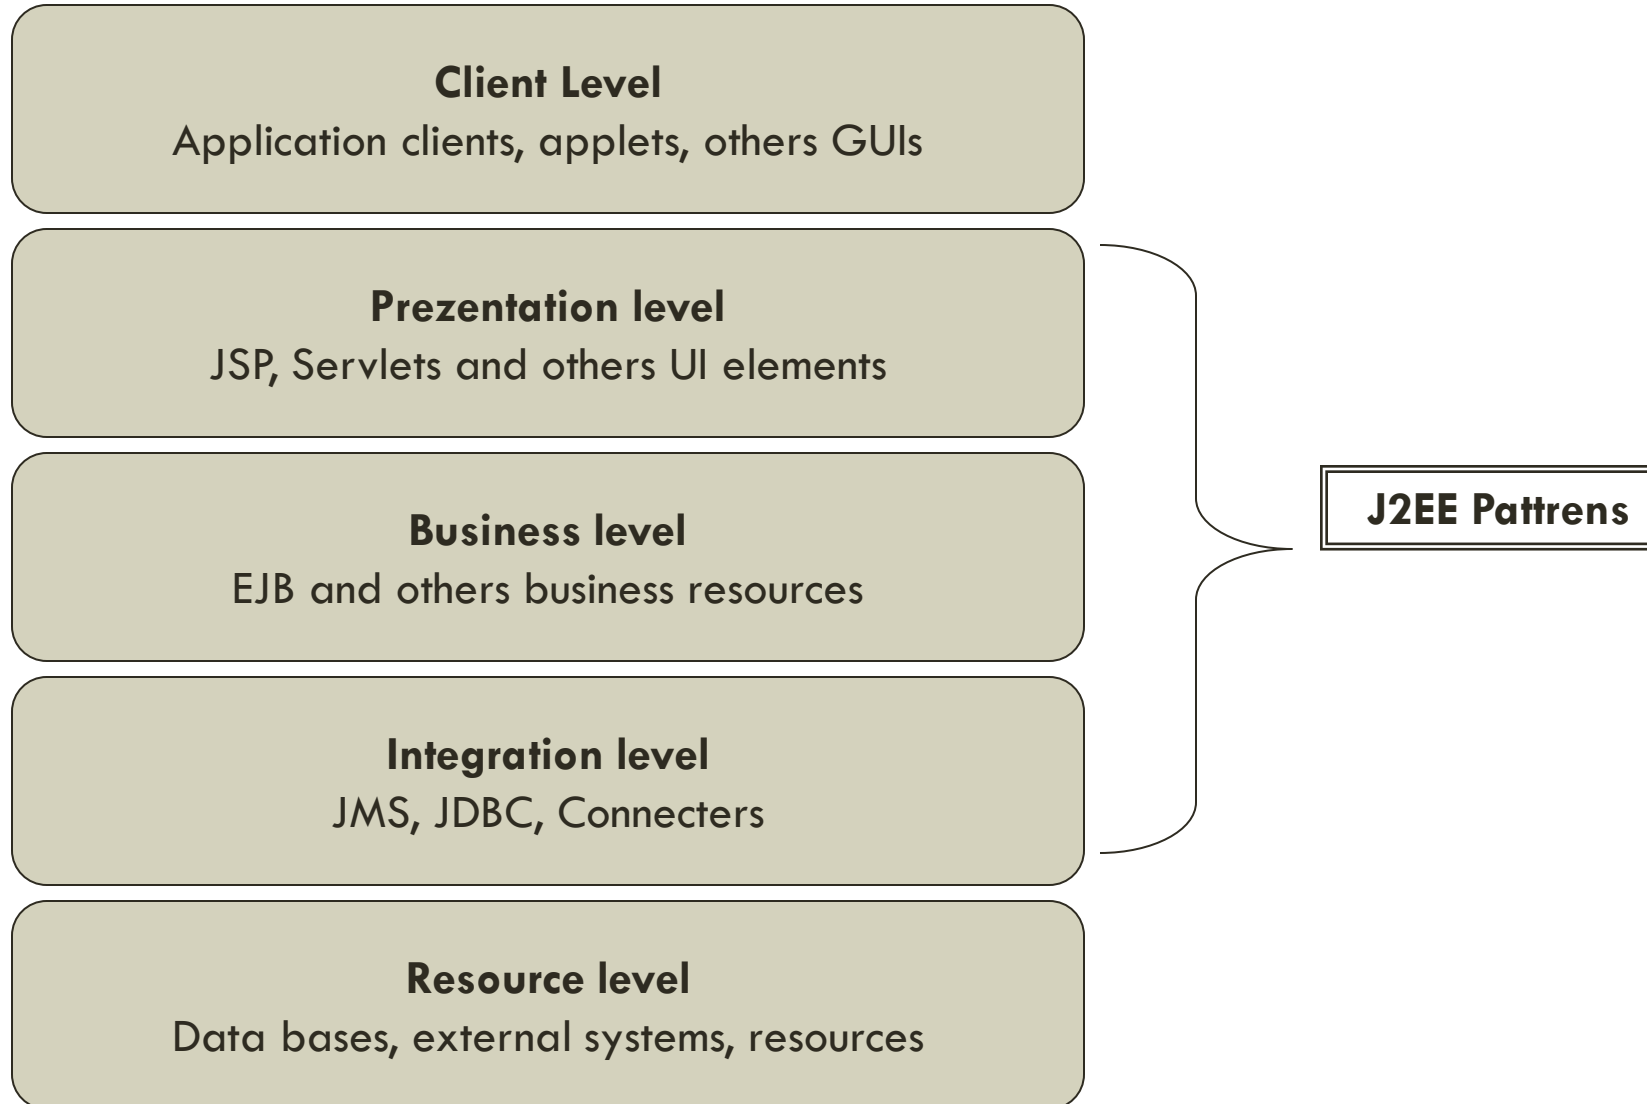 Client Level
Application clients, applets, others GUIs
Prezentation level
JSP, Servlets and others UI elements
Business level
EJB and others business resources
J2EE Pattrens
Integration level
JMS, JDBC, Connecters
Resource level
Data bases, external systems, resources